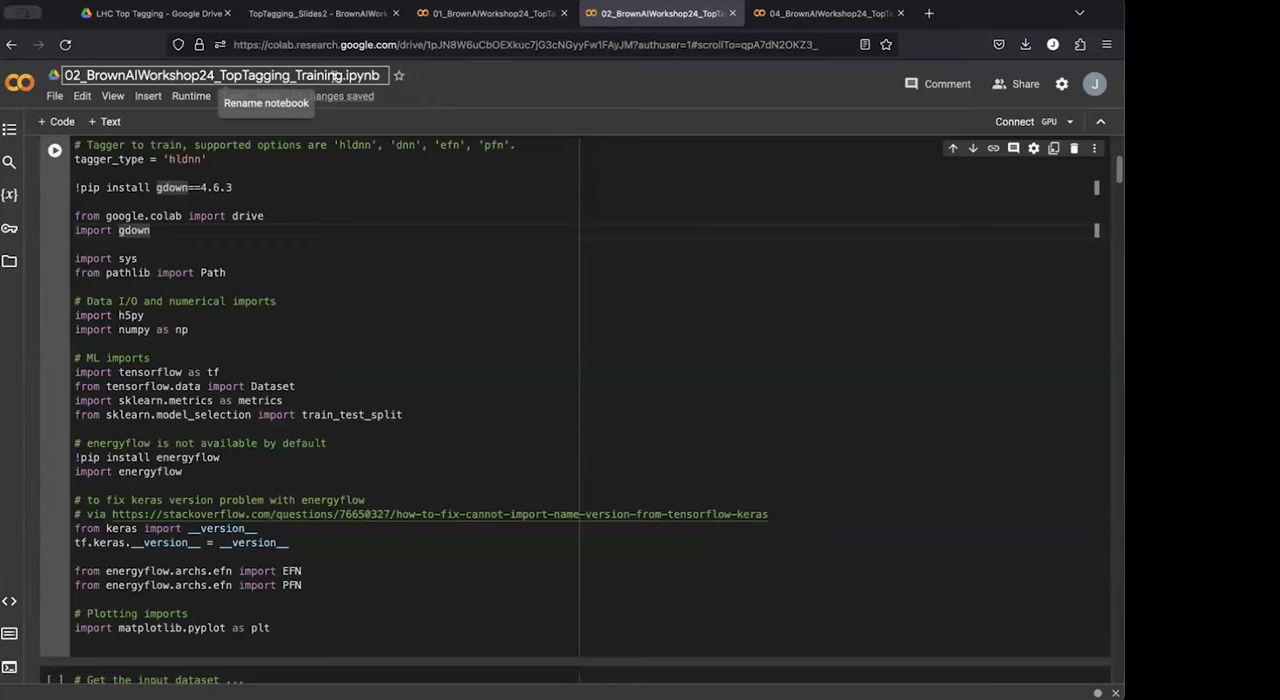 LHC Top Tagging - Google Drive
TopTagging_Slides2 - BrownAIWork
01_BrownAIWorkshop24_TopTa
02_BrownAIWorkshop24_TopTa
04_BrownAIWorkshop24_TopT
https://colab.research.google.com/drive/1pJN8W6uCbOEXkuc7jG3cNGyyFw1FAyJM?authuser=1#scrollTo=qpA7dN2OKZ3_
02_BrownAIWorkshop24_TopTagging_Training.ipynb
Comment
Share
J
File Edit View Insert Runtime
changes saved
Rename notebook
+ Code + Text
Connect GPU
# Tagger to train, supported options are 'hldnn', 'dnn', 'efn', 'pfn'.
tagger_type = 'hldnn'
!pip install gdown==4.6.3
from google.colab import drive
import gdown
import sys
from pathlib import Path
# Data I/O and numerical imports
import h5py
import numpy as np
# ML imports
import tensorflow as tf
from tensorflow.data import Dataset
import sklearn.metrics as metrics
from sklearn.model_selection import train_test_split
# energyflow is not available by default
!pip install energyflow
import energyflow
# to fix keras version problem with energyflow
# via https://stackoverflow.com/questions/76650327/how-to-fix-cannot-import-name-version-from-tensorflow-keras
from keras import __version__
tf.keras.__version__ = __version__
from energyflow.archs.efn import EFN
from energyflow.archs.efn import PFN
# Plotting imports
import matplotlib.pyplot as plt
[ ] # Get the input dataset ...